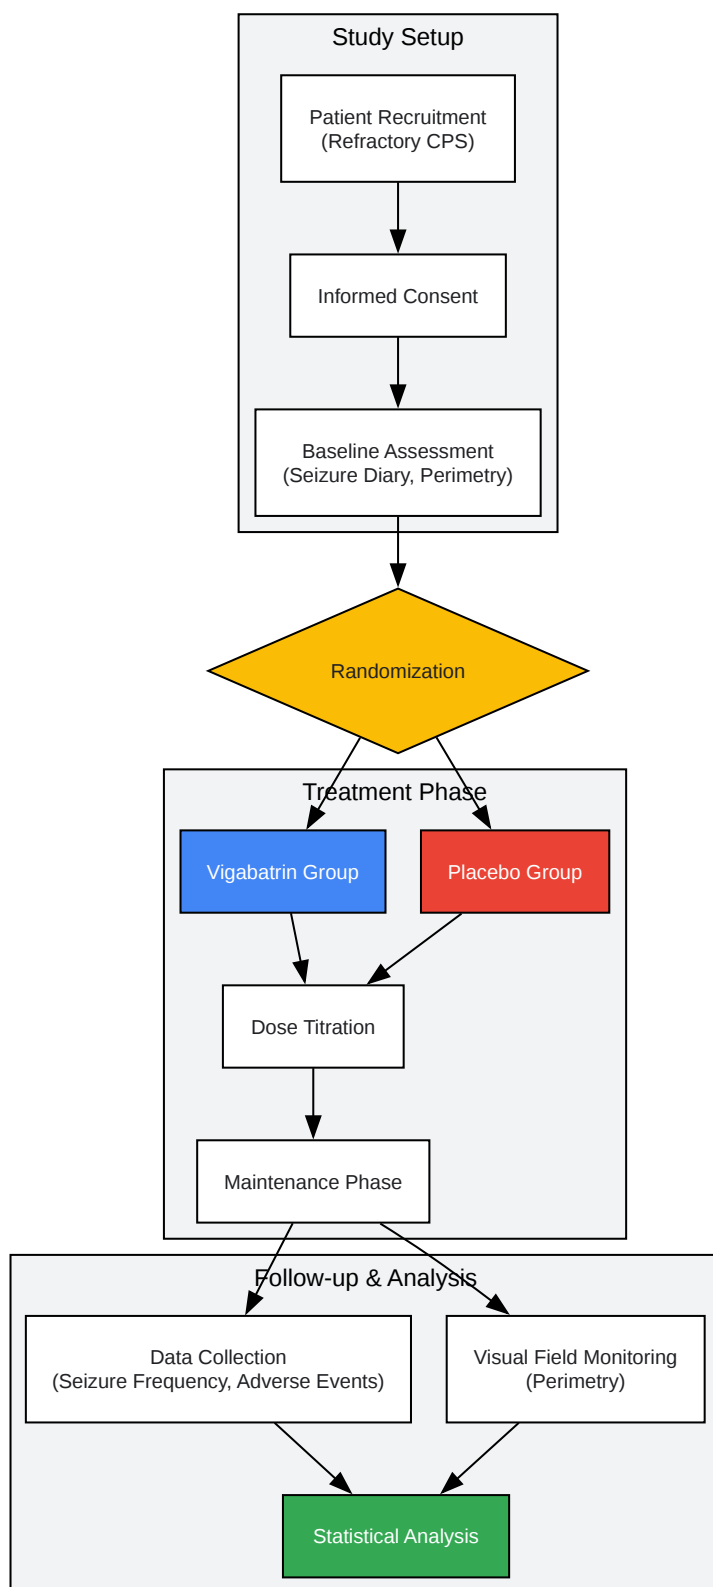 Study Setup
Patient Recruitment
(Refractory CPS)
Informed Consent
Baseline Assessment
(Seizure Diary, Perimetry)
Randomization
Treatment Phase
Vigabatrin Group
Placebo Group
Dose Titration
Maintenance Phase
Follow-up & Analysis
Data Collection
(Seizure Frequency, Adverse Events)
Visual Field Monitoring
(Perimetry)
Statistical Analysis